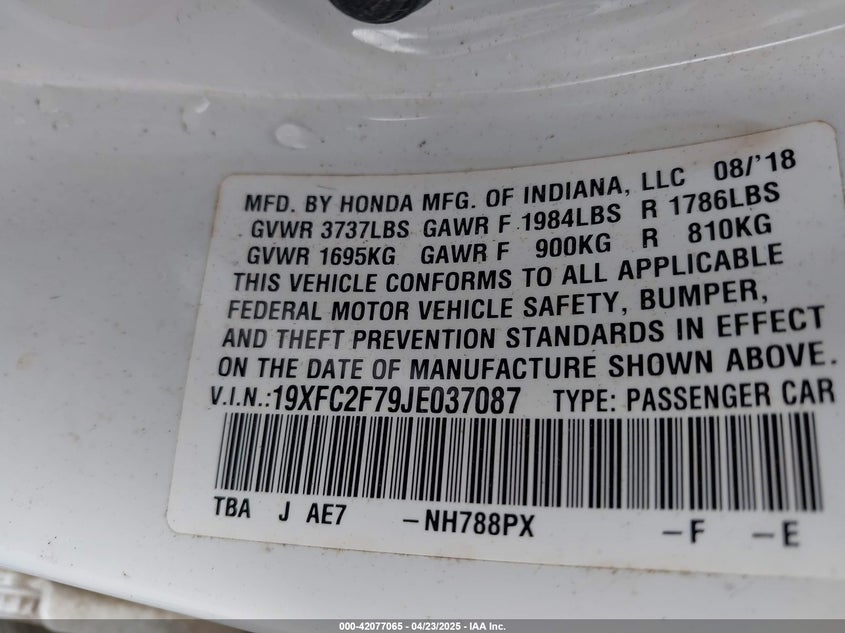 MFD. BY HONDA MFG. OF INDIANA, LLC 08/'18
GVWR 3737LBS GAWR F 1984LBS R 1786LBS
GVWR 1695KG GAWR F 900KG R 810KG
THIS VEHICLE CONFORMS TO ALL APPLICABLE
FEDERAL MOTOR VEHICLE SAFETY, BUMPER,
AND THEFT PREVENTION STANDARDS IN EFFECT
ON THE DATE OF MANUFACTURE SHOWN ABOVE.
V.I.N.:19XFC2F79JE037087 TYPE: PASSENGER CAR
TBA J AE7 -NH788PX -F -E
000-42077065 - 04/23/2025 - IAA Inc.